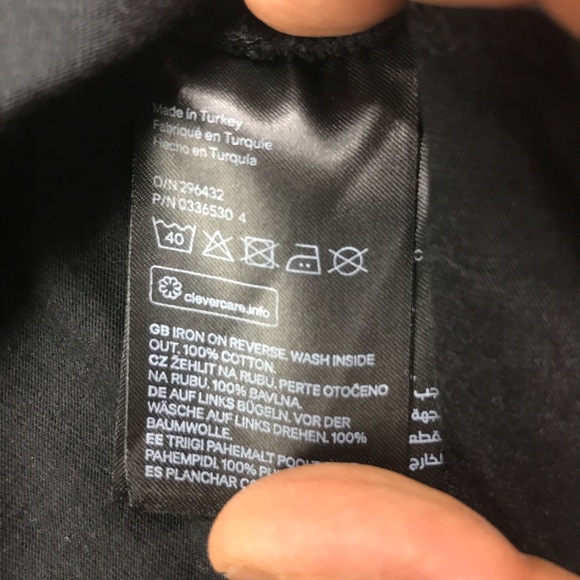 Made in Turkey
Fabriqué en Turquie
Hecho en Turquía
O/N 296432
P/N 0336530 4
40
clevercare.info
GB IRON ON REVERSE. WASH INSIDE
OUT. 100% COTTON.
CZ ŽEHLIT NA RUBU. PERTE OTOČENO
NA RUBU. 100% BAVLNA.
DE AUF LINKS BÜGELN. VOR DER
WÄSCHE AUF LINKS DREHEN. 100%
BAUMWOLLE.
EE TRIIGI PAHEMALT POOLT
PAHEMPIDI. 100%
ES PLANCHAR